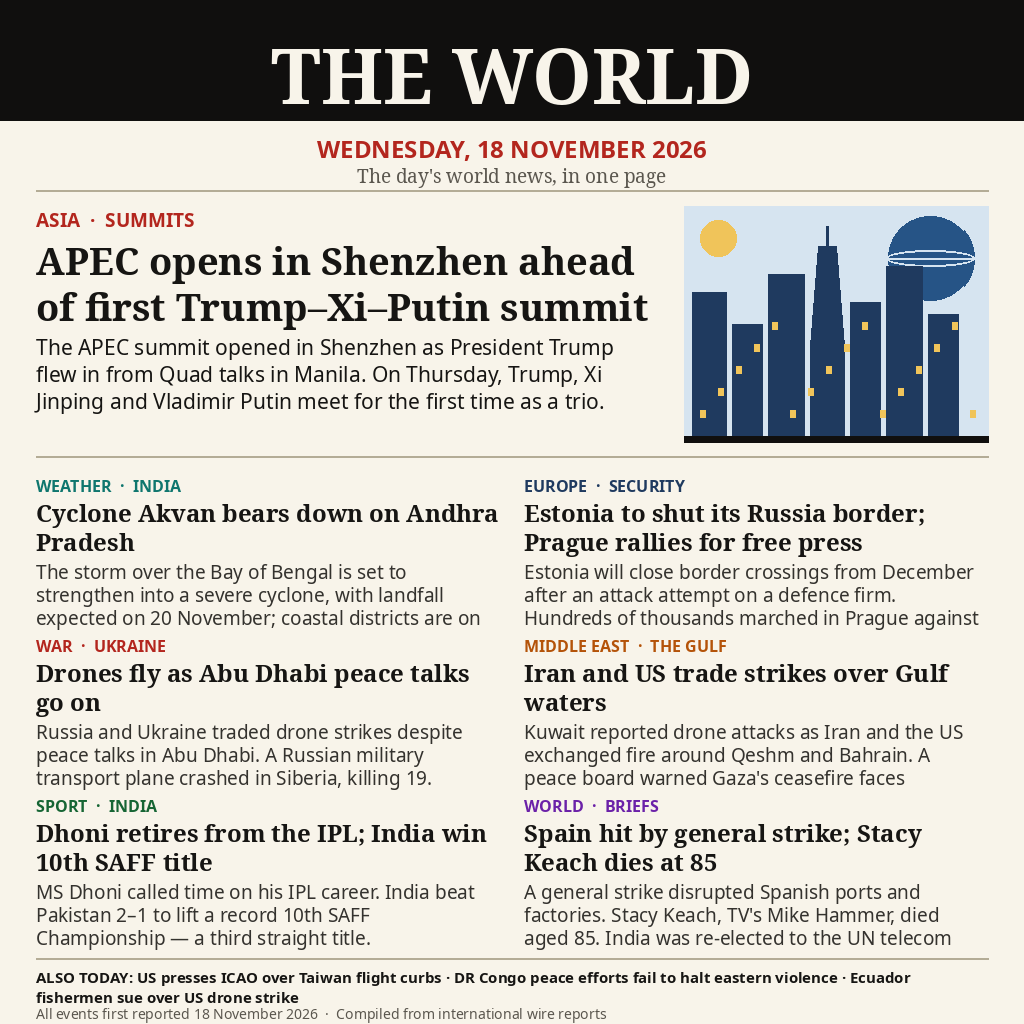 THE WORLD
WEDNESDAY, 18 NOVEMBER 2026
The day's world news, in one page
ASIA · SUMMITS
APEC opens in Shenzhen ahead
of first Trump–Xi–Putin summit
The APEC summit opened in Shenzhen as President Trump
flew in from Quad talks in Manila. On Thursday, Trump, Xi
Jinping and Vladimir Putin meet for the first time as a trio.
WEATHER · INDIA
Cyclone Akvan bears down on Andhra
Pradesh
The storm over the Bay of Bengal is set to
strengthen into a severe cyclone, with landfall
expected on 20 November; coastal districts are on
EUROPE · SECURITY
Estonia to shut its Russia border;
Prague rallies for free press
Estonia will close border crossings from December
after an attack attempt on a defence firm.
Hundreds of thousands marched in Prague against
WAR · UKRAINE
Drones fly as Abu Dhabi peace talks
go on
Russia and Ukraine traded drone strikes despite
peace talks in Abu Dhabi. A Russian military
transport plane crashed in Siberia, killing 19.
MIDDLE EAST · THE GULF
Iran and US trade strikes over Gulf
waters
Kuwait reported drone attacks as Iran and the US
exchanged fire around Qeshm and Bahrain. A
peace board warned Gaza's ceasefire faces
SPORT · INDIA
Dhoni retires from the IPL; India win
10th SAFF title
MS Dhoni called time on his IPL career. India beat
Pakistan 2–1 to lift a record 10th SAFF
Championship — a third straight title.
WORLD · BRIEFS
Spain hit by general strike; Stacy
Keach dies at 85
A general strike disrupted Spanish ports and
factories. Stacy Keach, TV's Mike Hammer, died
aged 85. India was re-elected to the UN telecom
ALSO TODAY: US presses ICAO over Taiwan flight curbs · DR Congo peace efforts fail to halt eastern violence · Ecuador
fishermen sue over US drone strike
All events first reported 18 November 2026 · Compiled from international wire reports